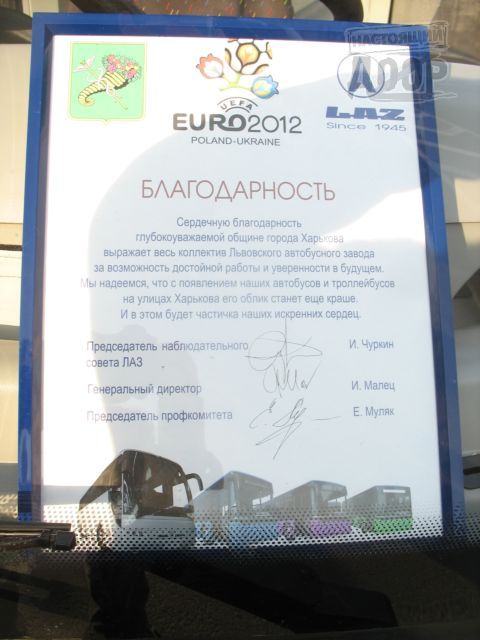 НАСТОЯЩИЙ
UEFA
EURO2012
POLAND-UKRAINE
LAZ
Since 1945
БЛАГОДАРНОСТЬ
Сердечную благодарность
глубокоуважаемой общине города Харькова
выражает весь коллектив Львовского автобусного завода
за возможность достойной работы и уверенности в будущем.
Мы надеемся, что с появлением наших автобусов и троллейбусов
на улицах Харькова его облик станет еще краше.
И в этом будет частичка наших искренних сердец.
Председатель наблюдательного И. Чуркин
совета ЛАЗ
Генеральный директор И. Малец
Председатель профкомитета Е. Муляк